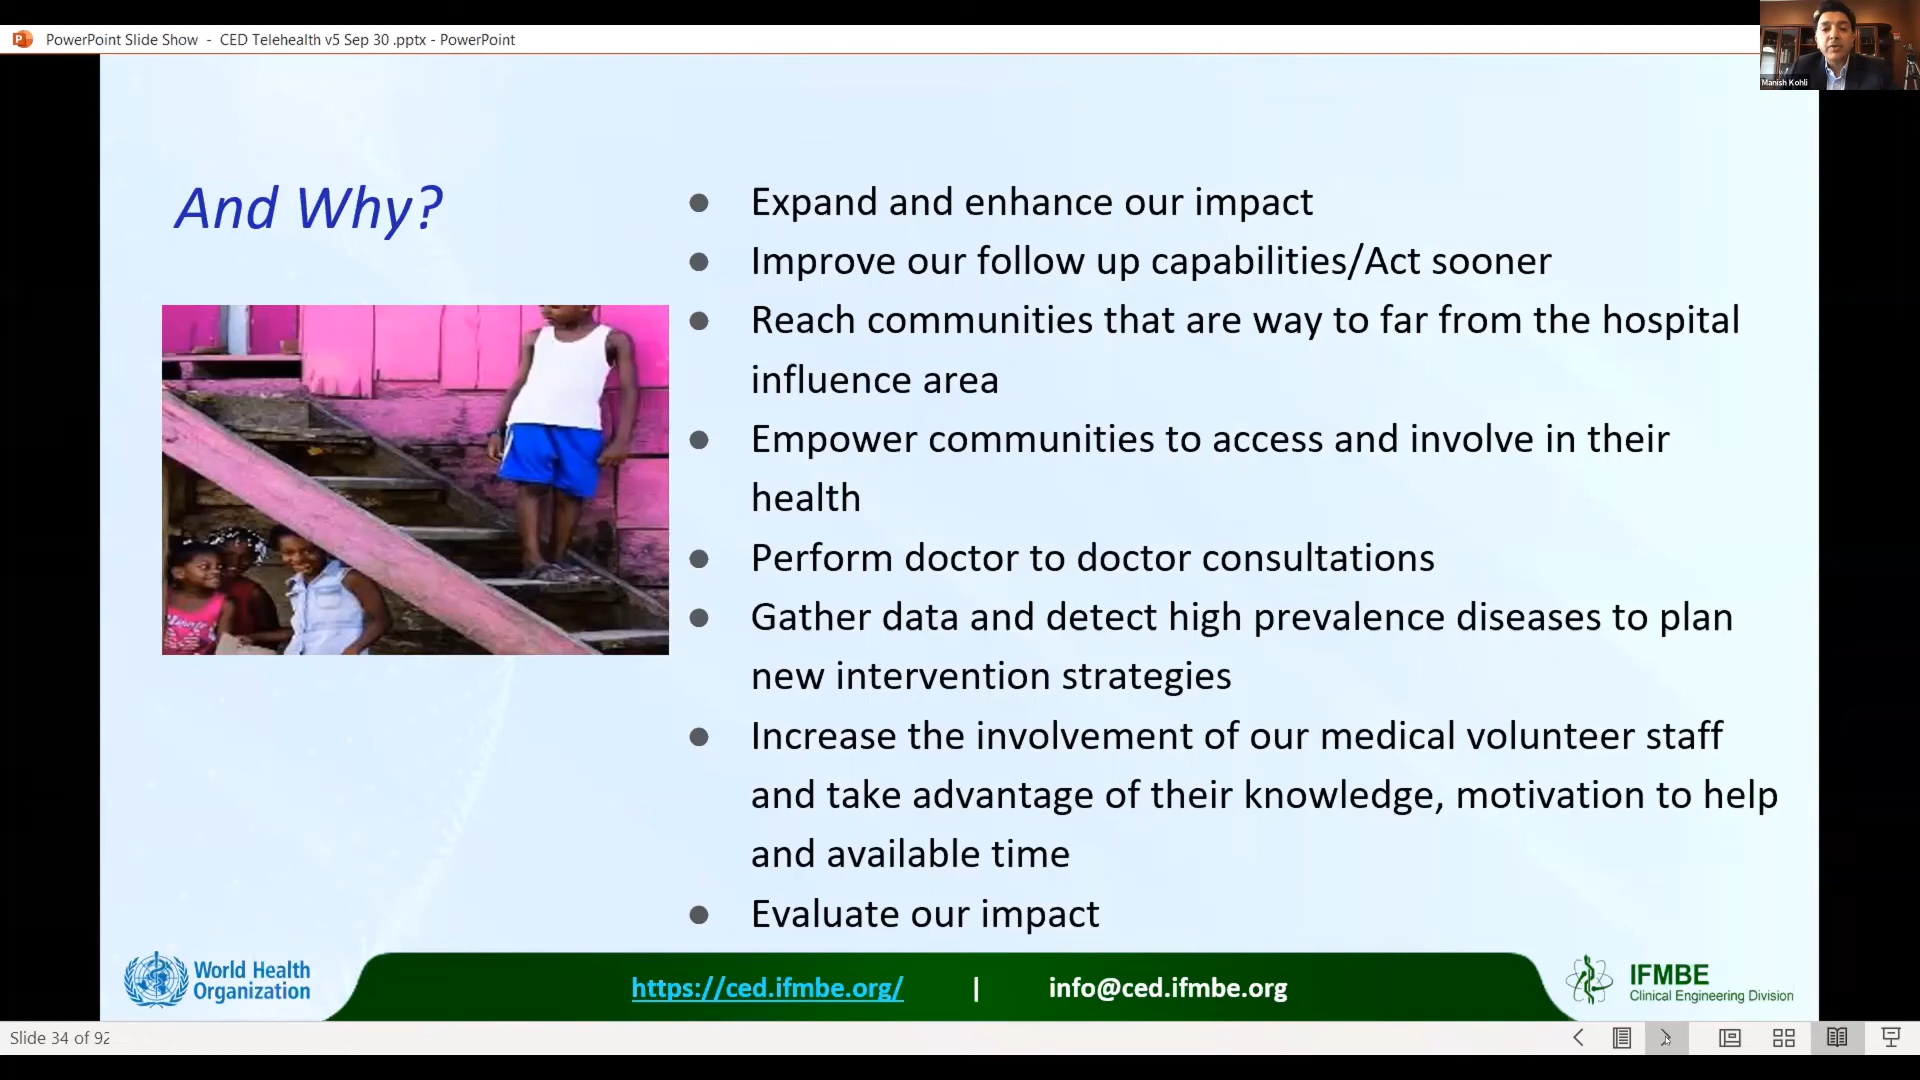 PowerPoint Slide Show - CED Telehealth v5 Sep 30 .pptx - PowerPoint
Manish Kohli
And Why?
● Expand and enhance our impact
● Improve our follow up capabilities/Act sooner
● Reach communities that are way to far from the hospital
influence area
● Empower communities to access and involve in their
health
● Perform doctor to doctor consultations
● Gather data and detect high prevalence diseases to plan
new intervention strategies
● Increase the involvement of our medical volunteer staff
and take advantage of their knowledge, motivation to help
and available time
● Evaluate our impact
World Health
Organization
https://ced.ifmbe.org/ | info@ced.ifmbe.org
IFMBE
Clinical Engineering Division
Slide 34 of 92